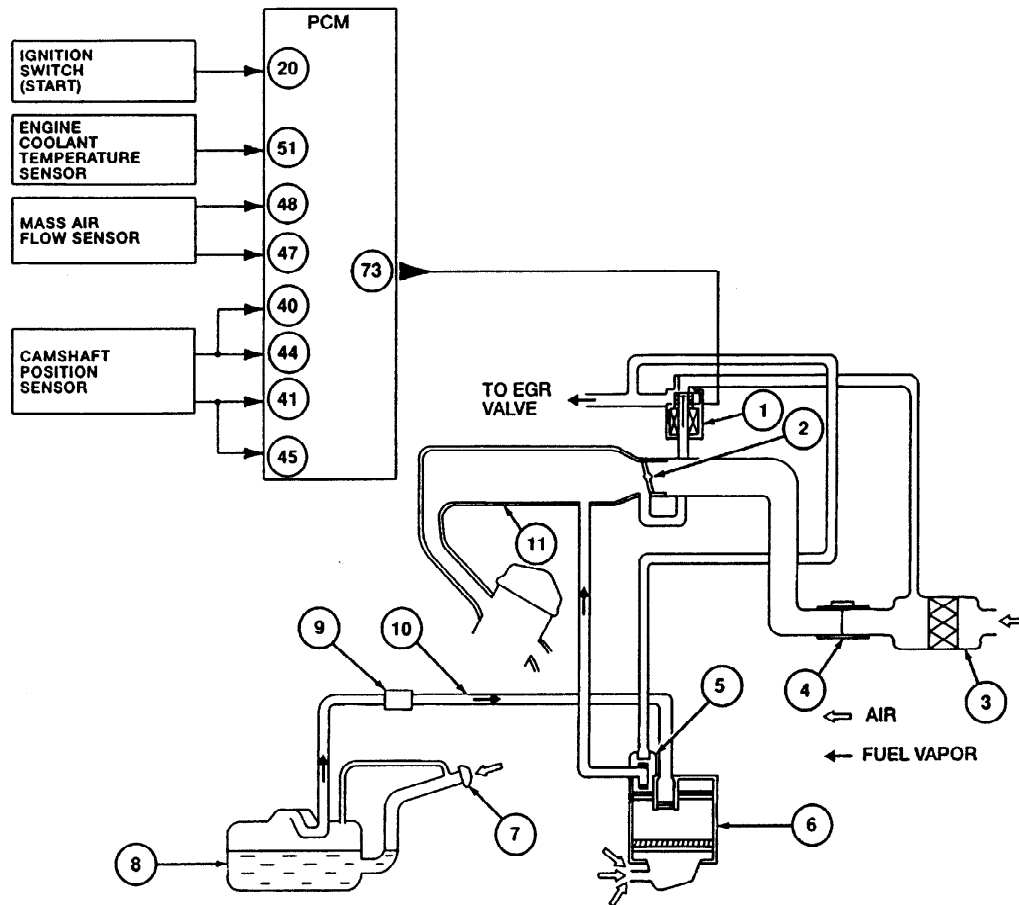 PCM
IGNITION
SWITCH
(START)
20
ENGINE
COOLANT
TEMPERATURE
SENSOR
51
48
MASS AIR
FLOW SENSOR
47
73
40
CAMSHAFT
POSITION
SENSOR
44
41
45
TO EGR
VALVE
1
2
11
9
10
5
4
3
AIR
FUEL VAPOR
7
6
8